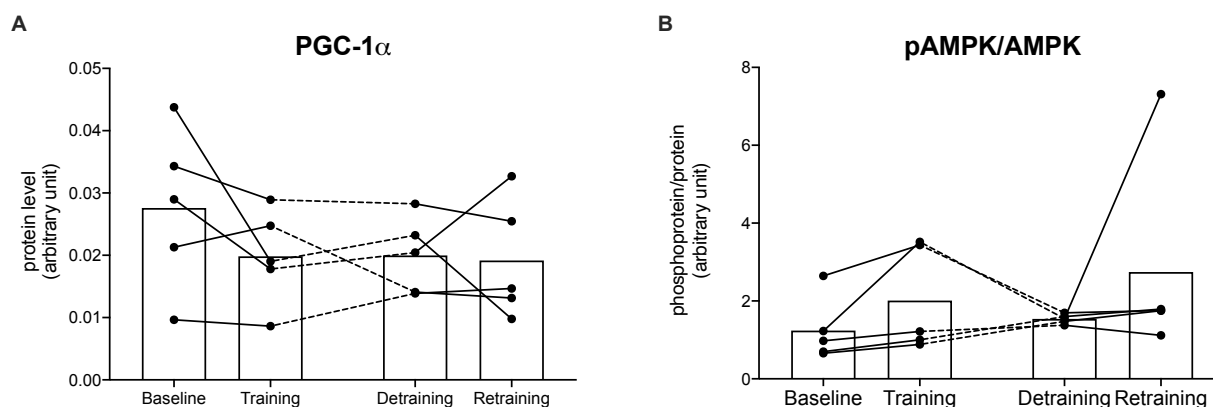 A
PGC-1α
protein level
(arbitrary unit)
0.05
0.04
0.03
0.02
0.01
0.00
Baseline
Training
Detraining
Retraining
B
pAMPK/AMPK
phosphoprotein/protein
(arbitrary unit)
8
6
4
2
0
Baseline
Training
Detraining
Retraining